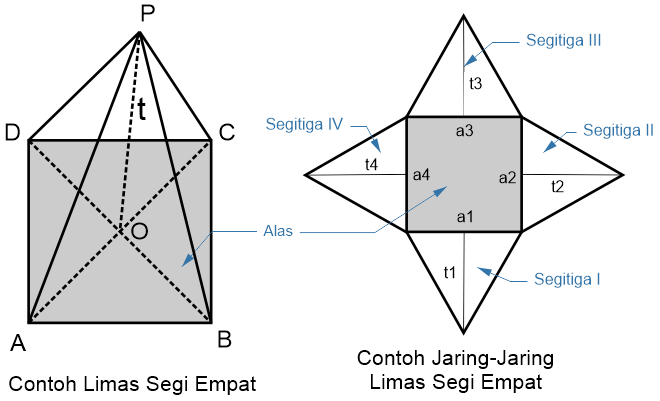 P
t
D
C
O
A
B
Alas
Contoh Limas Segi Empat
Segitiga III
t3
a3
Segitiga IV
t4
a4
Segitiga II
a2
t2
a1
t1
Segitiga I
Contoh Jaring-Jaring
Limas Segi Empat